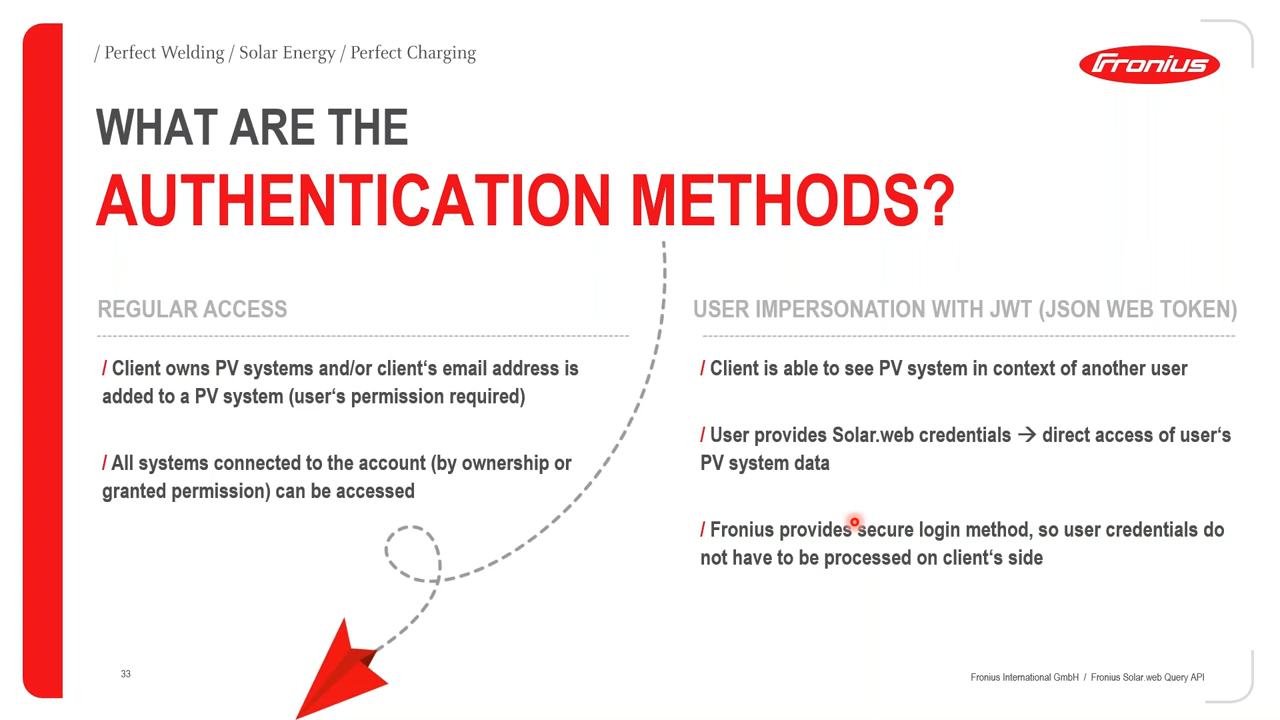 / Perfect Welding / Solar Energy / Perfect Charging
Fronius
WHAT ARE THE
AUTHENTICATION METHODS?
REGULAR ACCESS
/ Client owns PV systems and/or client‘s email address is
added to a PV system (user‘s permission required)
/ All systems connected to the account (by ownership or
granted permission) can be accessed
USER IMPERSONATION WITH JWT (JSON WEB TOKEN)
/ Client is able to see PV system in context of another user
/ User provides Solar.web credentials → direct access of user‘s
PV system data
/ Fronius provides secure login method, so user credentials do
not have to be processed on client‘s side
33
Fronius International GmbH / Fronius Solar.web Query API